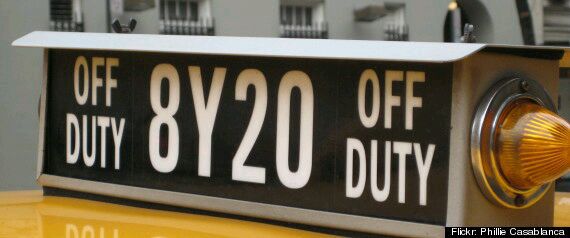 OFF DUTY
8Y20
OFF DUTY
Flickr: Phillie Casablanca